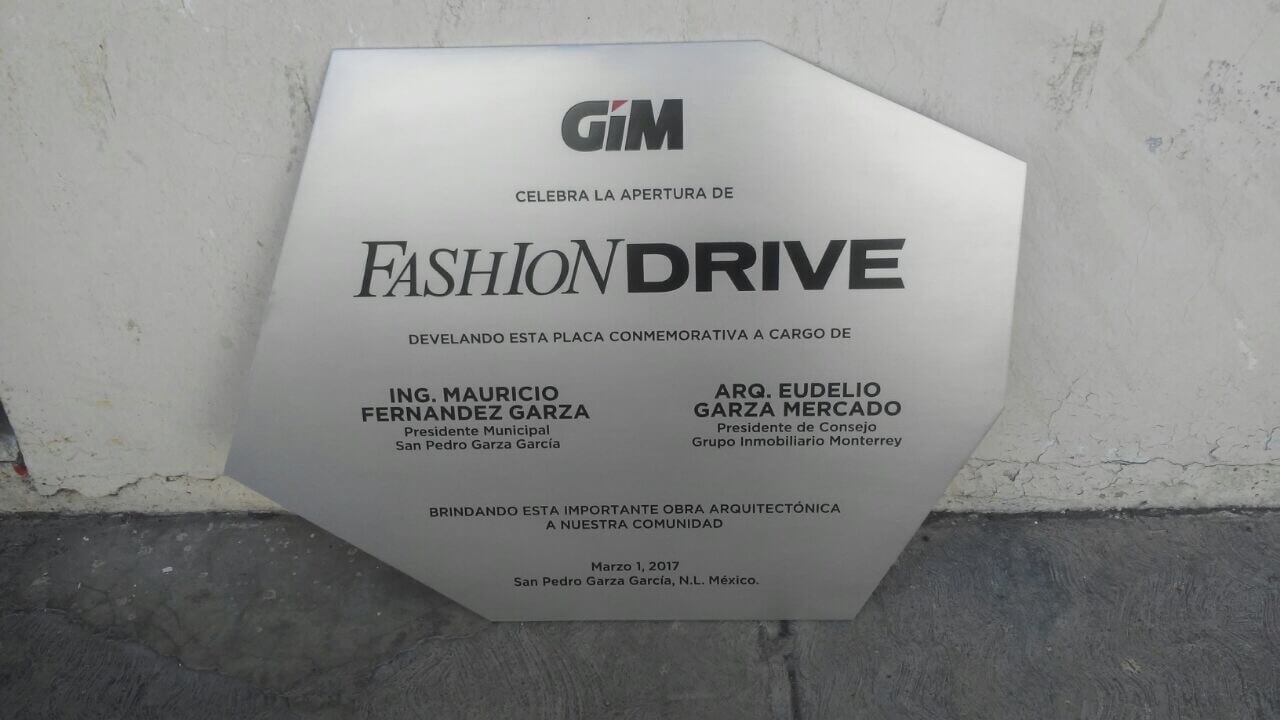 GiM
CELEBRA LA APERTURA DE
FASHIONDRIVE
DEVELANDO ESTA PLACA CONMEMORATIVA A CARGO DE
ING. MAURICIO
FERNANDEZ GARZA
Presidente Municipal
San Pedro Garza García
ARQ. EUDELIO
GARZA MERCADO
Presidente de Consejo
Grupo Inmobiliario Monterrey
BRINDANDO ESTA IMPORTANTE OBRA ARQUITECTÓNICA
A NUESTRA COMUNIDAD
Marzo 1, 2017
San Pedro Garza García, N.L. México.